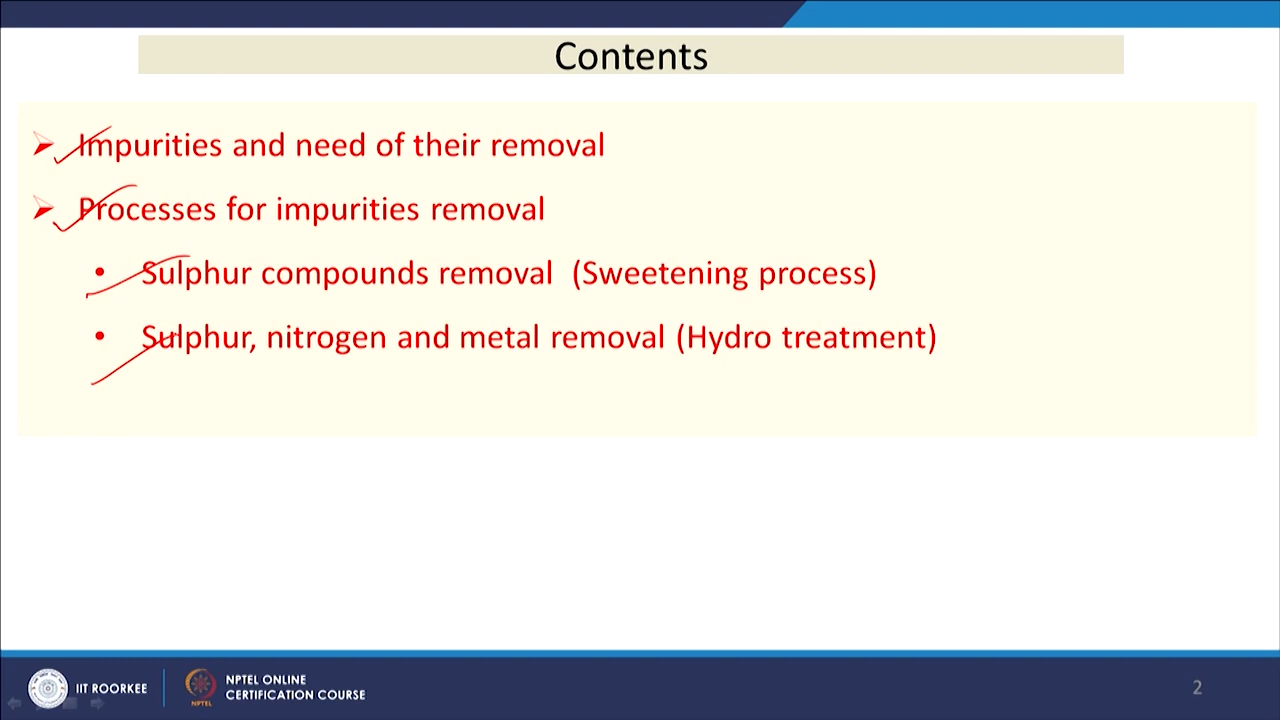 Contents
Impurities and need of their removal
Processes for impurities removal
Sulphur compounds removal (Sweetening process)
Sulphur, nitrogen and metal removal (Hydro treatment)
IIT ROORKEE
NPTEL
NPTEL ONLINE
CERTIFICATION COURSE
2